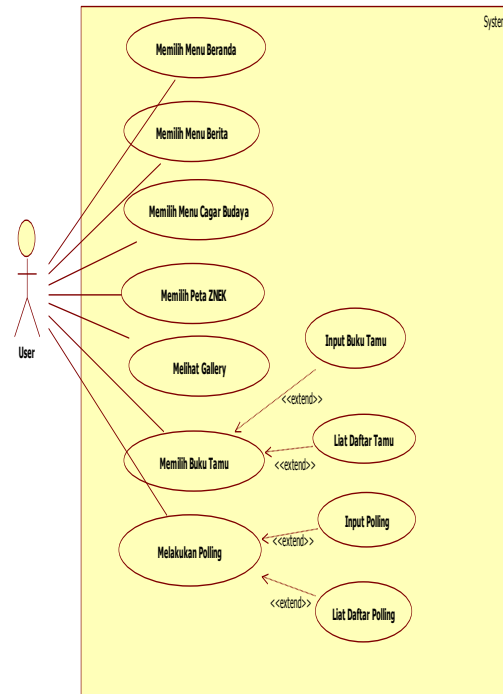 System
Memilih Menu Beranda
Memilih Menu Berita
Memilih Menu Cagar Budaya
Memilih Peta ZNEK
Input Buku Tamu
User
Melihat Gallery
<<extend>>
Liat Daftar Tamu
Memilih Buku Tamu
<<extend>>
Input Polling
Melakukan Polling
<<extend>>
<<extend>>
Liat Daftar Polling